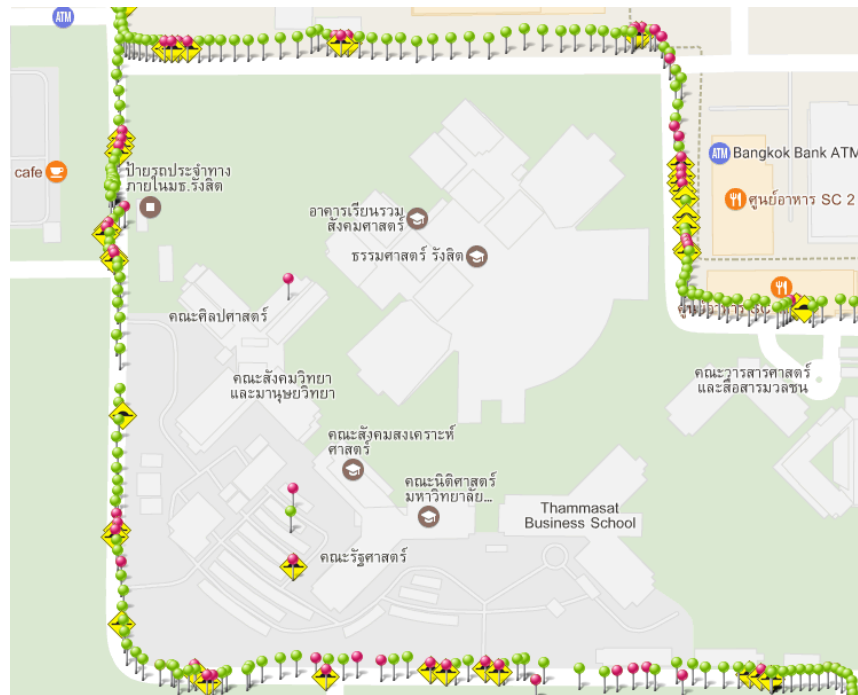 ATM
cafe
ป้ายรถประจำทาง
ภายในมธ.รังสิต
ATM Bangkok Bank ATM
ศูนย์อาหาร SC 2
อาคารเรียนรวม
สังคมศาสตร์
ธรรมศาสตร์ รังสิต
ศูนย์อาหาร SC
คณะศิลปศาสตร์
คณะสังคมวิทยา
และมานุษยวิทยา
คณะวารสารศาสตร์
และสื่อสารมวลชน
คณะสังคมสงเคราะห์
ศาสตร์
คณะนิติศาสตร์
มหาวิทยาลัย...
Thammasat
Business School
คณะรัฐศาสตร์